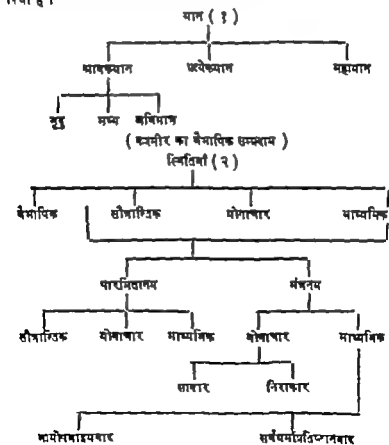 यान (१)
श्रावकयान प्रत्येकयान महायान
मृदु मध्य अधिमात्र
(कश्मीर का वैभाषिक सम्प्रदाय)
स्थितियाँ (२)
वैभाषिक सौत्रान्तिक योगाचार माध्यमिक
पारमितानय मंत्रनय
सौत्रान्तिक योगाचार माध्यमिक योगाचार माध्यमिक
साकार निराकार
मायोपमाद्वयवाद सर्वधर्माप्रतिष्ठानवाद